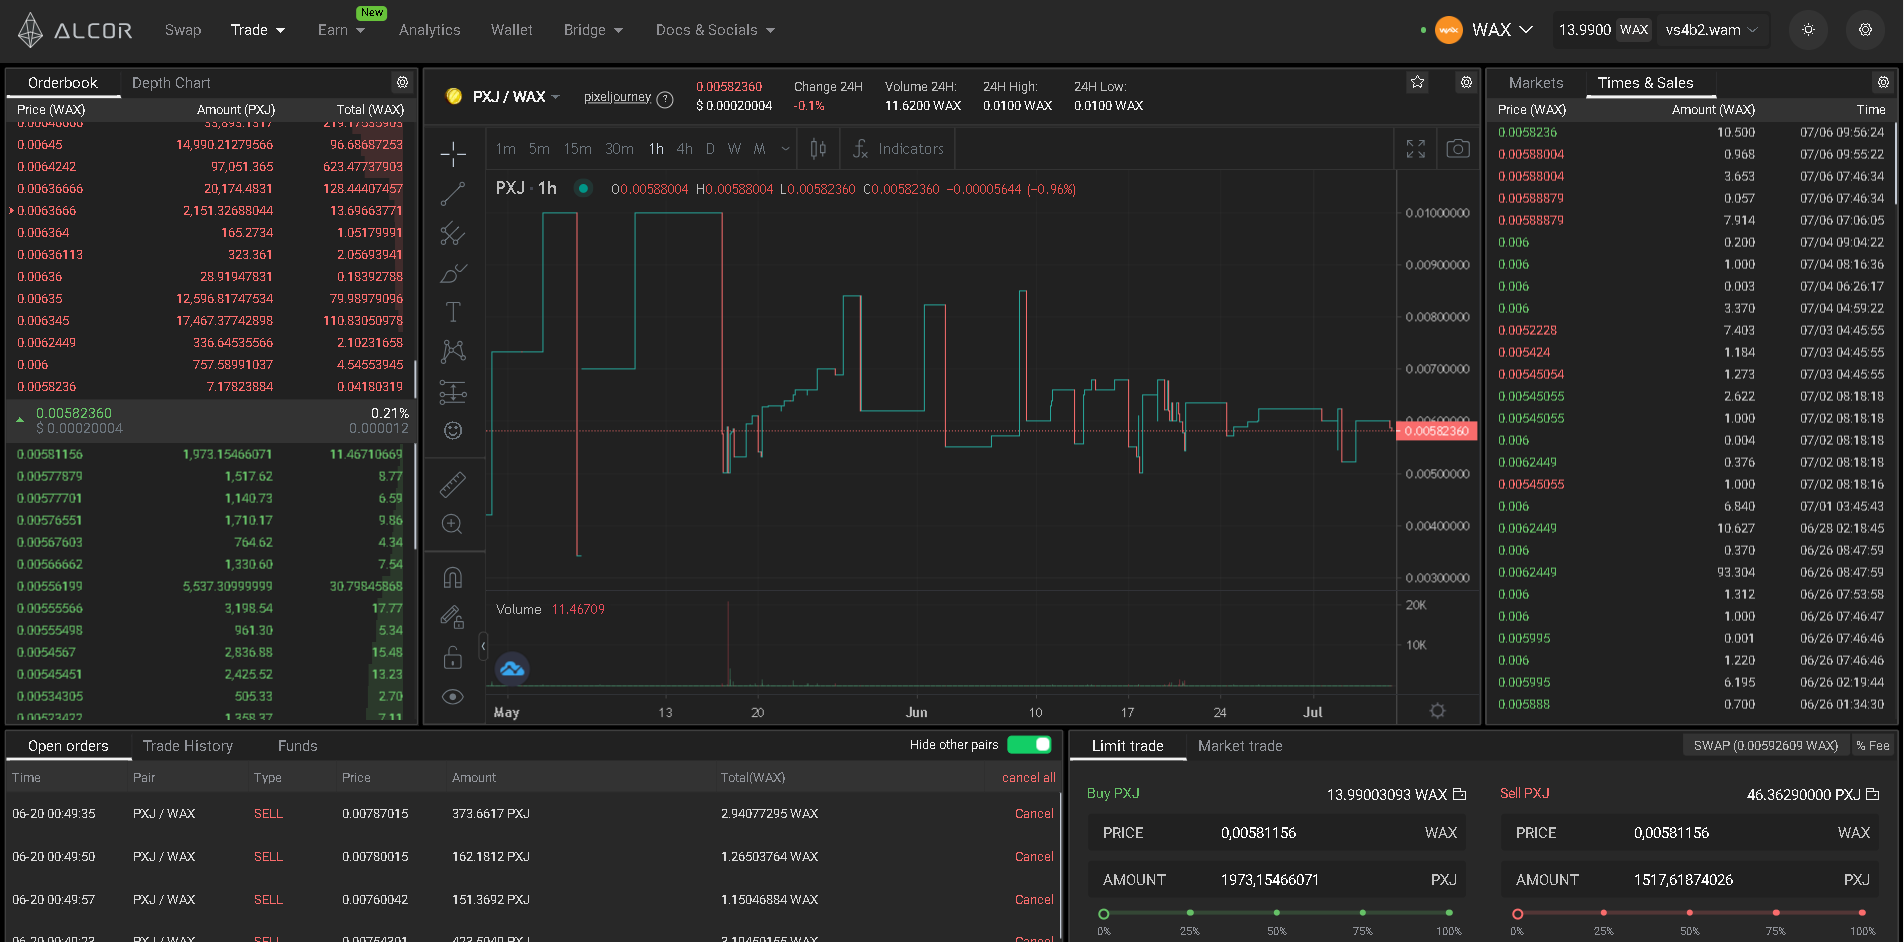 ALCOR Swap Trade Earn New Analytics Wallet Bridge Docs & Socials WAX WAX 13.9900 WAX vs4b2.wam
Orderbook Depth Chart
Price (WAX) Amount (PXJ) Total (WAX)
0.00645 14,990.21279566 96.68687253
0.0064242 97,051.365 623.47737903
0.00636666 20,174.4831 128.44407457
0.0063666 2,151.32688044 13.69663771
0.006364 165.2734 1.05179991
0.00636113 323.361 2.05693941
0.00636 28.91947831 0.18392788
0.00635 12,596.81747534 79.98979096
0.006345 17,467.37742898 110.83050978
0.0062449 336.64535566 2.10231658
0.006 757.58991037 4.54553945
0.0058236 7.17823884 0.04180319
0.00582360 0.21%
$ 0.00020004 0.000012
0.00581156 1,973.15466071 11.46710669
0.00577879 1,517.62 8.77
0.00577701 1,140.73 6.59
0.00576551 1,710.17 9.86
0.00567603 764.62 4.34
0.00566662 1,330.60 7.54
0.00556199 5,537.30999999 30.79845868
0.00555566 3,198.54 17.77
0.00555498 961.30 5.34
0.0054567 2,836.88 15.48
0.00545451 2,425.52 13.23
0.00534305 505.33 2.70
0.00523422 1,358.37 7.11
PXJ / WAX pixeljourney ?
0.00582360 Change 24H Volume 24H: 24H High: 24H Low:
$ 0.00020004 -0.1% 11.6200 WAX 0.0100 WAX 0.0100 WAX
1m 5m 15m 30m 1h 4h D W M Indicators
PXJ · 1h O0.00588004 H0.00588004 L0.00582360 C0.00582360 −0.00005644 (−0.96%)
0.01000000
0.00900000
0.00800000
0.00700000
0.00600000
0.00582360
0.00500000
0.00400000
0.00300000
Volume 11.46709
20K
10K
May 13 20 Jun 10 17 24 Jul
Markets Times & Sales
Price (WAX) Amount (WAX) Time
0.0058236 10.500 07/06 09:56:24
0.00588004 0.968 07/06 09:55:22
0.00588004 3.653 07/06 07:46:34
0.00588879 0.057 07/06 07:46:34
0.00588879 7.914 07/06 07:06:05
0.006 0.200 07/04 09:04:22
0.006 1.000 07/04 08:16:36
0.006 0.003 07/04 06:26:17
0.006 3.370 07/04 04:59:22
0.0052228 7.403 07/03 04:45:55
0.005424 1.184 07/03 04:45:55
0.00545054 1.273 07/03 04:45:55
0.00545055 2.622 07/02 08:18:18
0.00545055 1.000 07/02 08:18:18
0.006 0.004 07/02 08:18:18
0.0062449 0.376 07/02 08:18:18
0.00545055 1.000 07/02 08:18:16
0.006 6.840 07/01 03:45:43
0.0062449 10.627 06/28 02:18:45
0.006 0.370 06/26 08:47:59
0.0062449 93.304 06/26 08:47:59
0.006 1.312 06/26 07:53:58
0.006 1.000 06/26 07:46:47
0.005995 0.001 06/26 07:46:46
0.006 1.220 06/26 07:46:46
0.005995 6.195 06/26 02:19:44
0.005888 0.700 06/26 01:34:30
Open orders Trade History Funds Hide other pairs
Time Pair Type Price Amount Total(WAX) cancel all
06-20 00:49:35 PXJ / WAX SELL 0.00787015 373.6617 PXJ 2.94077295 WAX Cancel
06-20 00:49:50 PXJ / WAX SELL 0.00780015 162.1812 PXJ 1.26503764 WAX Cancel
06-20 00:49:57 PXJ / WAX SELL 0.00760042 151.3692 PXJ 1.15046884 WAX Cancel
Limit trade Market trade SWAP (0.00592609 WAX) % Fee
Buy PXJ 13.99003093 WAX
PRICE 0,00581156 WAX
AMOUNT 1973,15466071 PXJ
0% 25% 50% 75% 100%
Sell PXJ 46.36290000 PXJ
PRICE 0,00581156 WAX
AMOUNT 1517,61874026 PXJ
0% 25% 50% 75% 100%